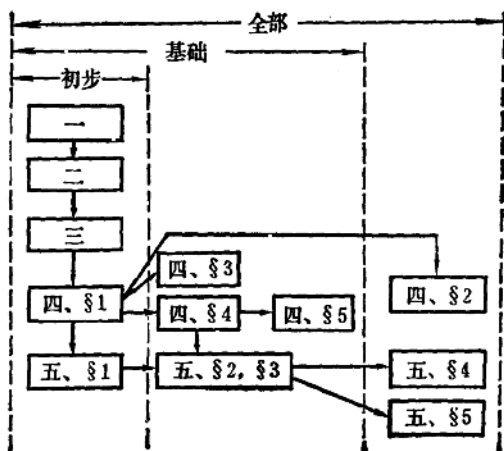 全部
基础
初步
一
二
三
四、§3
四、§1
四、§4
四、§5
四、§2
五、§1
五、§2，§3
五、§4
五、§5